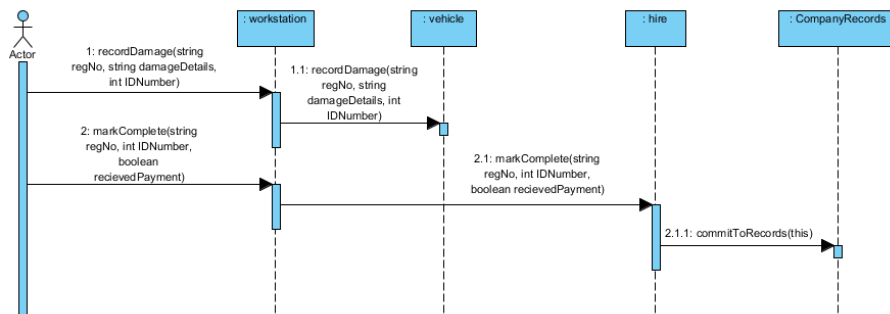 : workstation
: vehicle
: hire
: CompanyRecords
Actor
1: recordDamage(string
regNo, string damageDetails,
int IDNumber)
1.1: recordDamage(string
regNo, string
damageDetails, int
IDNumber)
2: markComplete(string
regNo, int IDNumber,
boolean
recievedPayment)
2.1: markComplete(string
regNo, int IDNumber,
boolean recievedPayment)
2.1.1: commitToRecords(this)